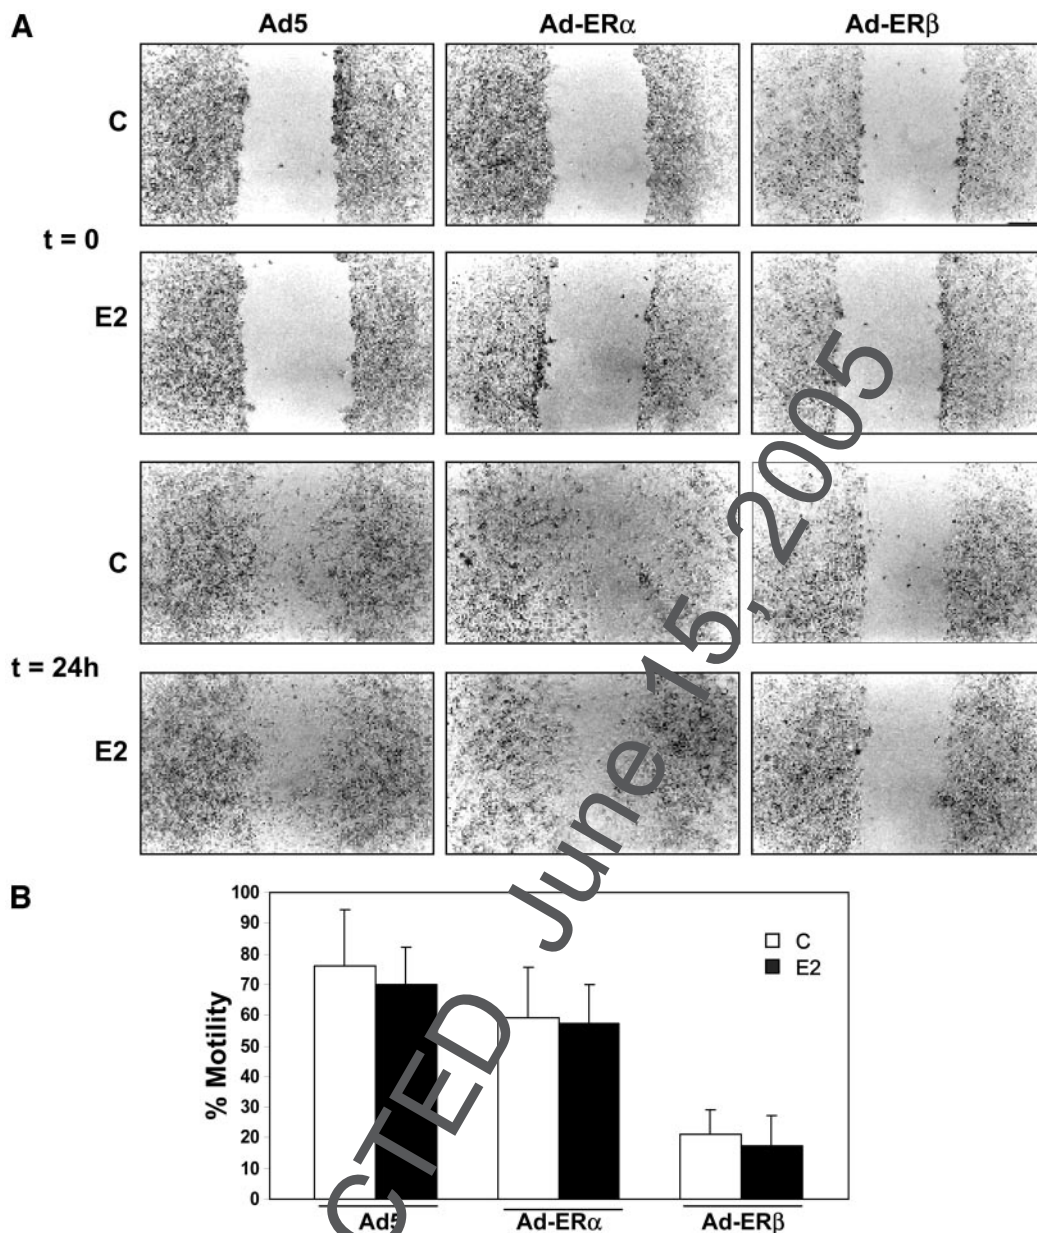 A
Ad5 Ad-ERα Ad-ERβ
C
t = 0
E2
C
t = 24h
E2
CTED June 15, 2005
B
% Motility
100
90
80
70
60
50
40
30
20
10
0
C
E2
Ad5 Ad-ERα Ad-ERβ